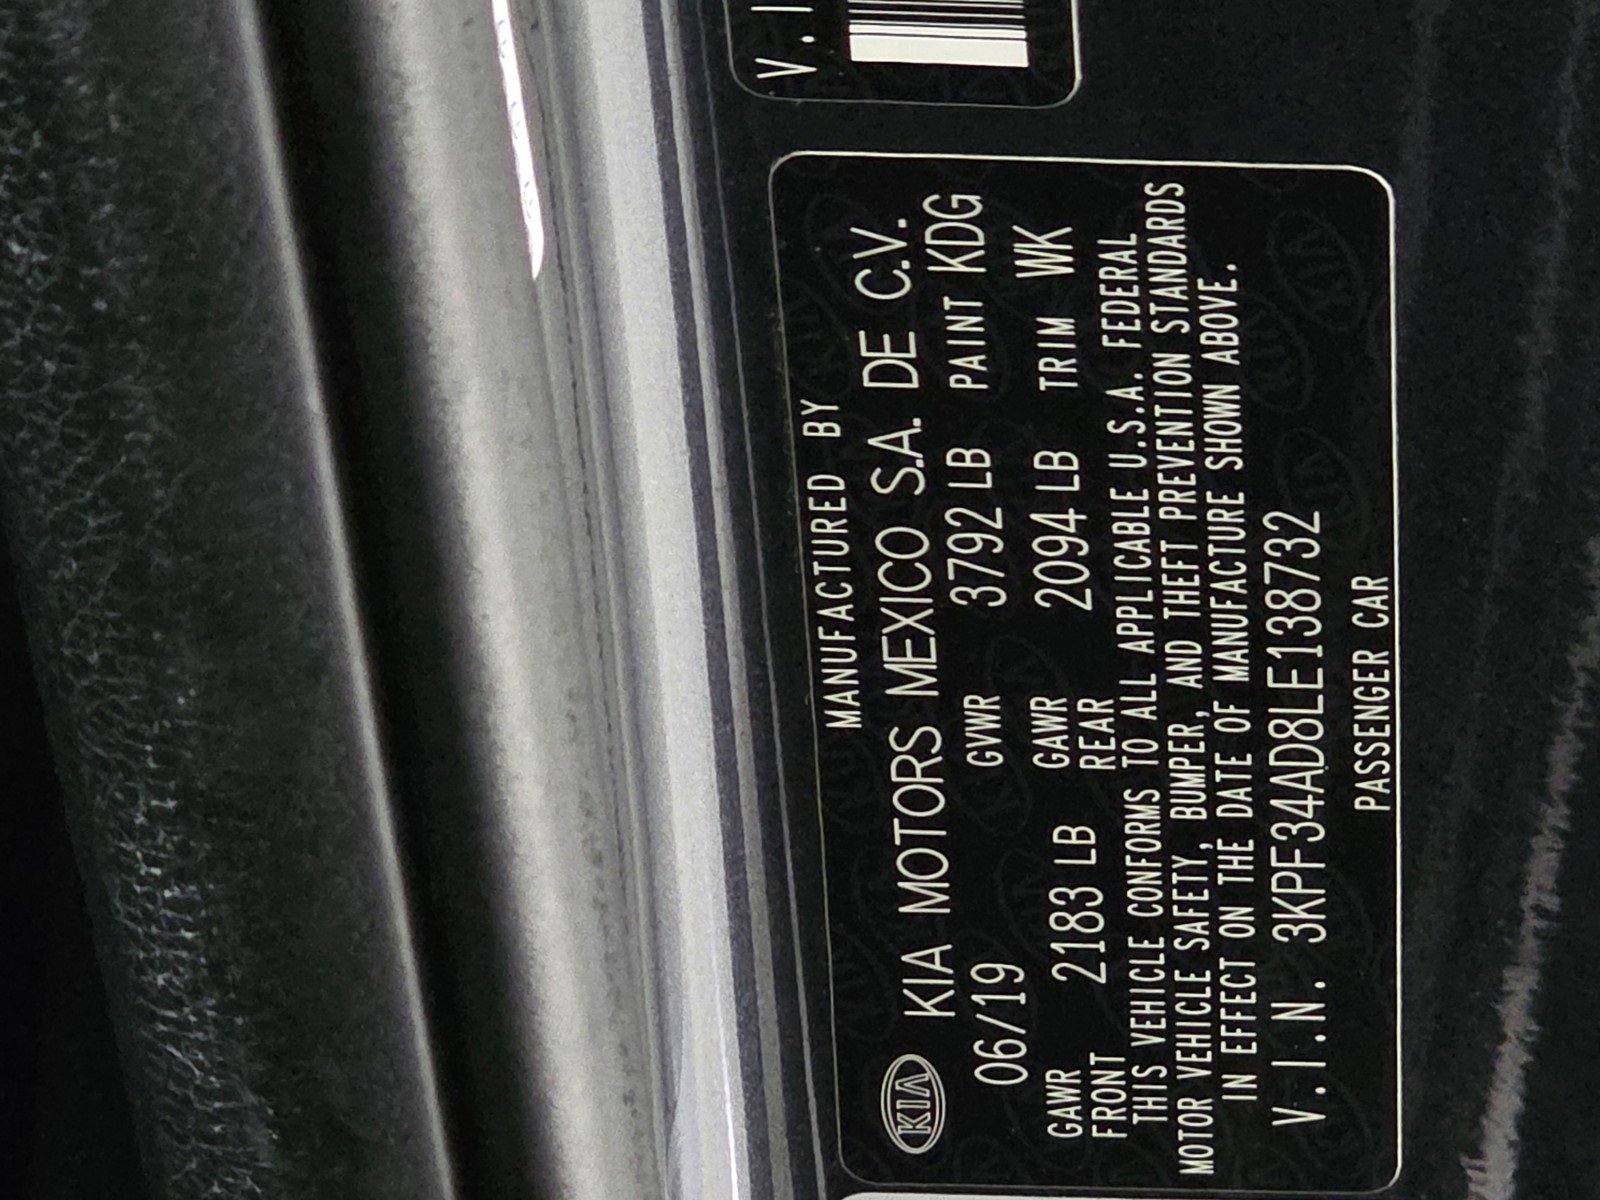 MANUFACTURED BY
KIA KIA MOTORS MEXICO S.A. DE C.V.
06/19 GVWR 3792 LB PAINT KDG
GAWR FRONT 2183 LB GAWR REAR 2094 LB TRIM WK
THIS VEHICLE CONFORMS TO ALL APPLICABLE U.S.A. FEDERAL
MOTOR VEHICLE SAFETY, BUMPER, AND THEFT PREVENTION STANDARDS
IN EFFECT ON THE DATE OF MANUFACTURE SHOWN ABOVE.
V.I.N. 3KPF34AD8LE138732
PASSENGER CAR
V.I